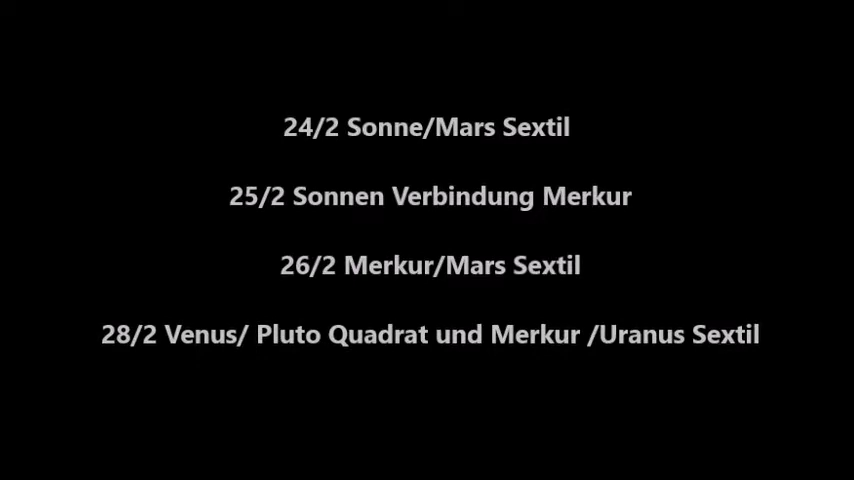 24/2 Sonne/Mars Sextil
25/2 Sonnen Verbindung Merkur
26/2 Merkur/Mars Sextil
28/2 Venus/ Pluto Quadrat und Merkur /Uranus Sextil